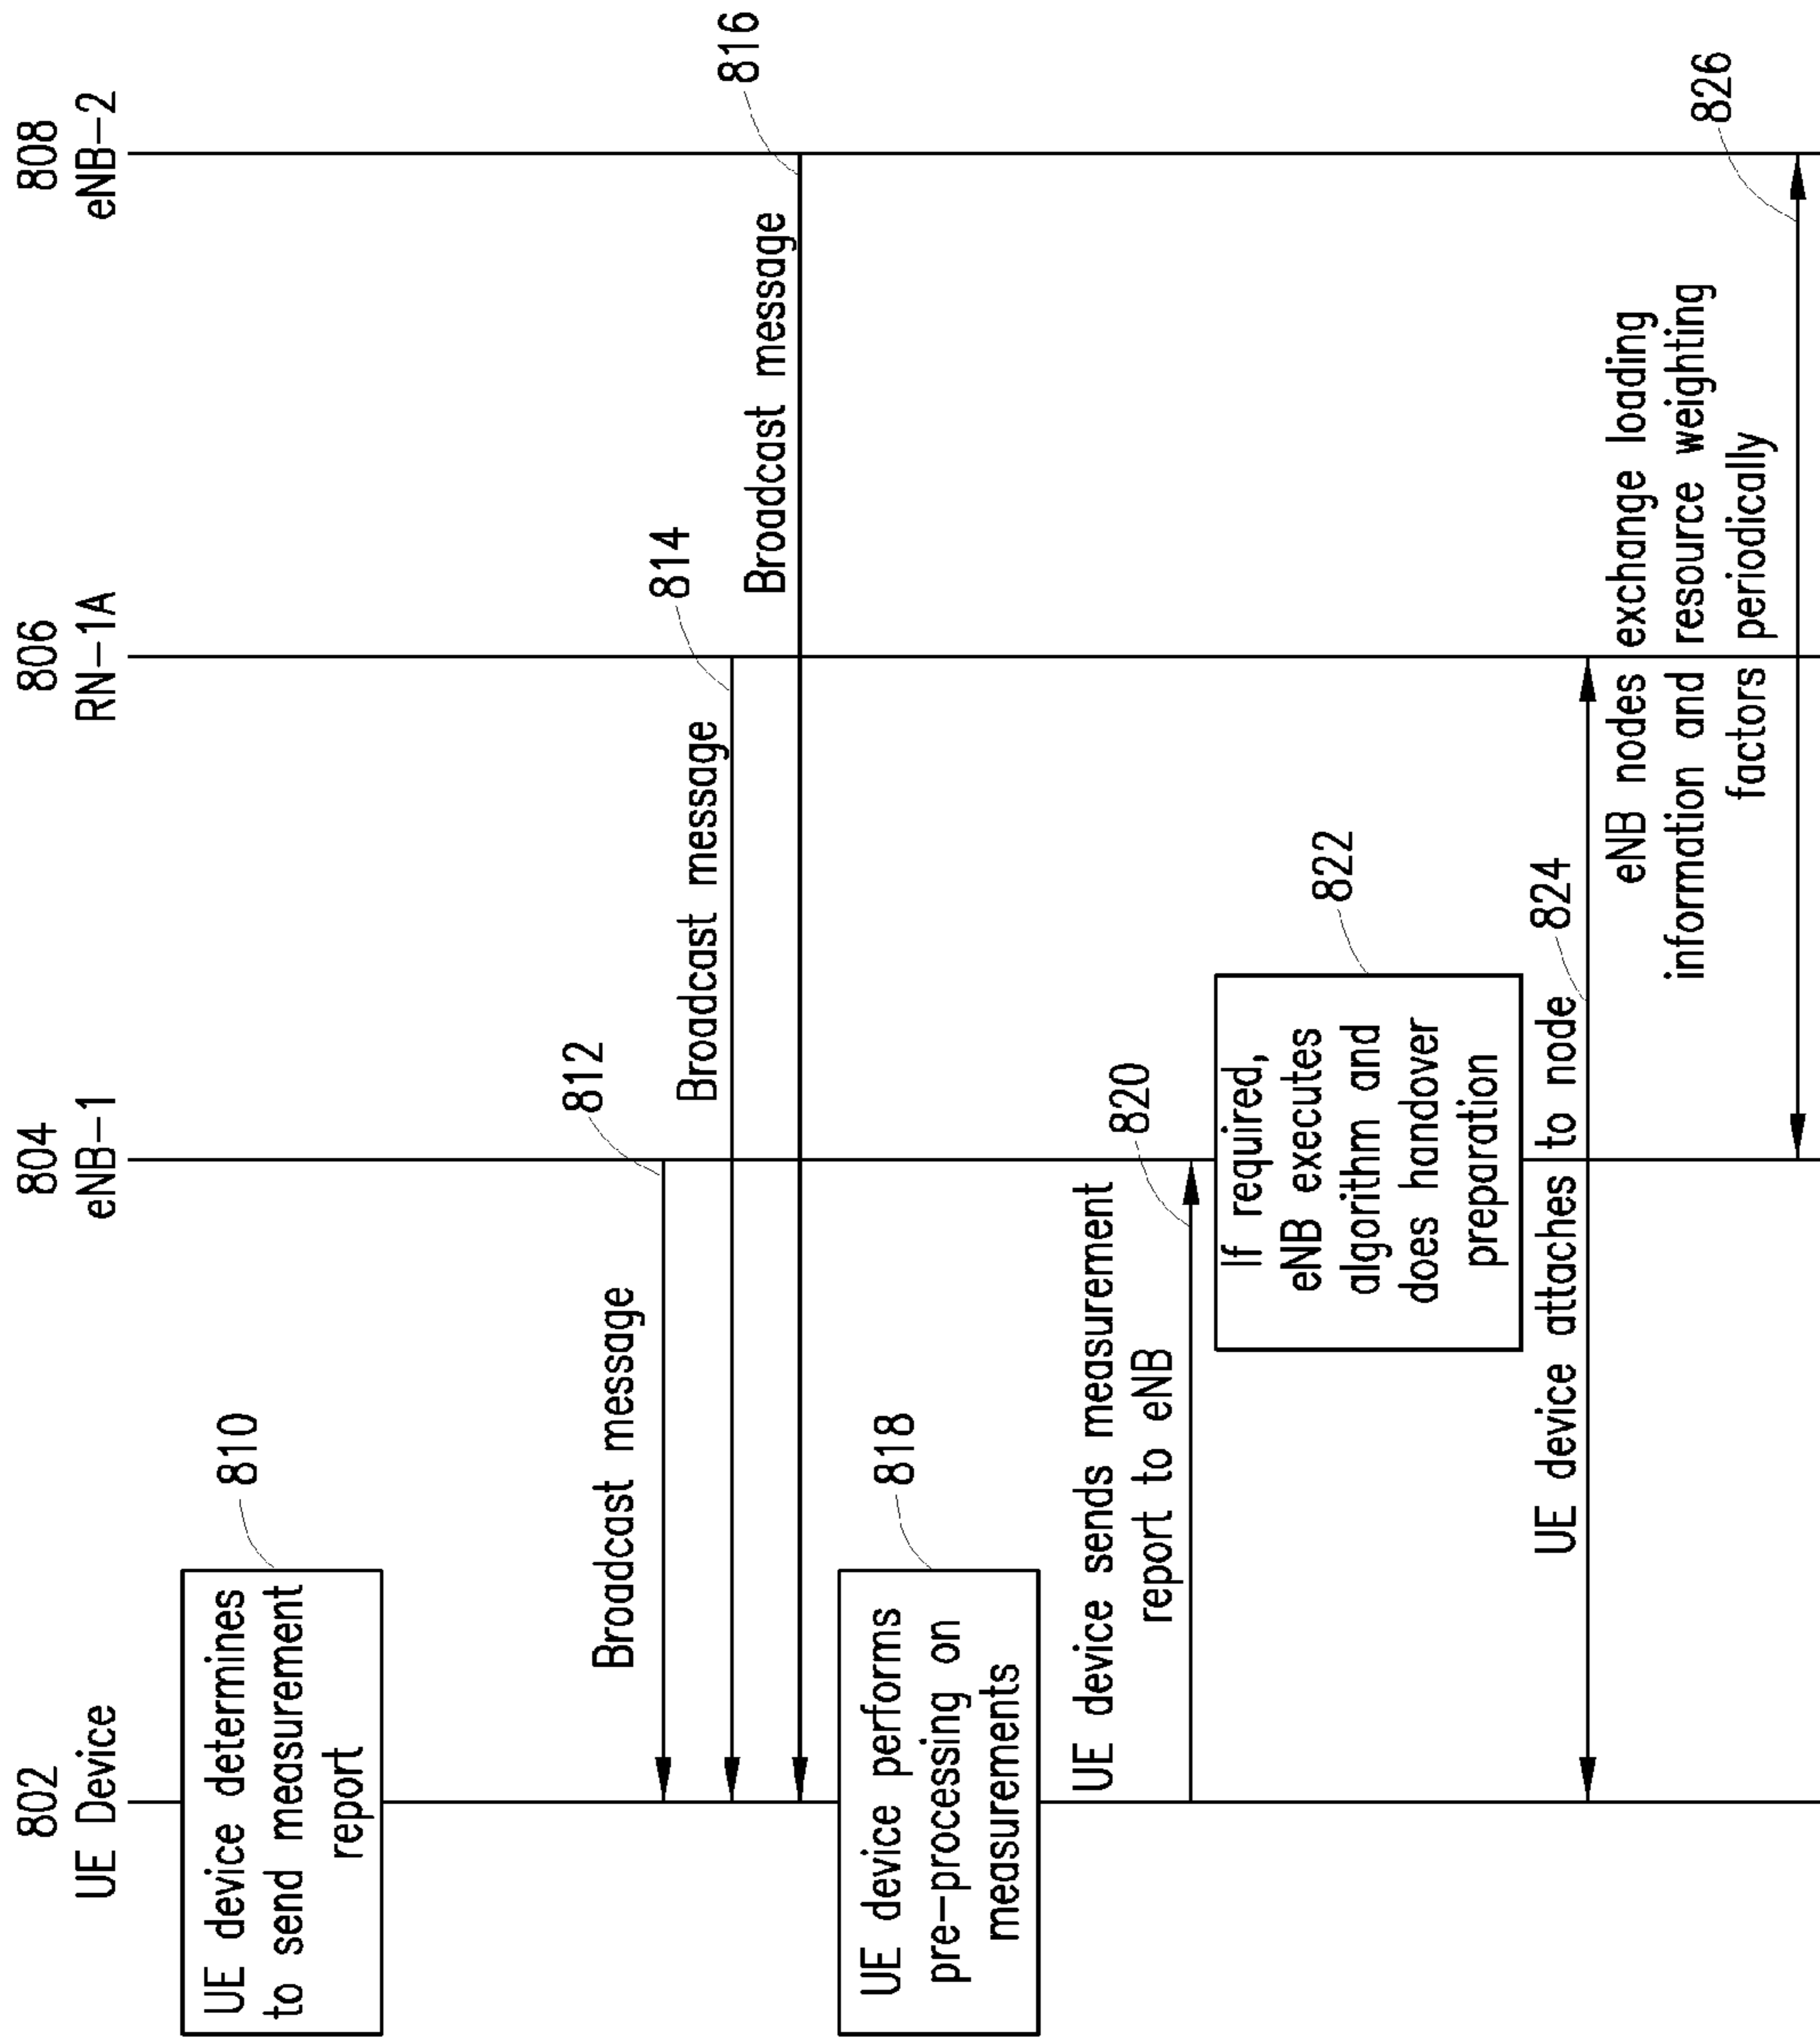 802
UE Device
804
eNB-1
806
RN-1A
808
eNB-2
810
UE device determines
to send measurement
report
812
Broadcast message
814
Broadcast message
816
Broadcast message
818
UE device performs
pre-processing on
measurements
UE device sends measurement
report to eNB
820
If required,
eNB executes
algorithm and
does handover
preparation
822
UE device attaches to node
824
eNB nodes exchange loading
information and resource weighting
factors periodically
826